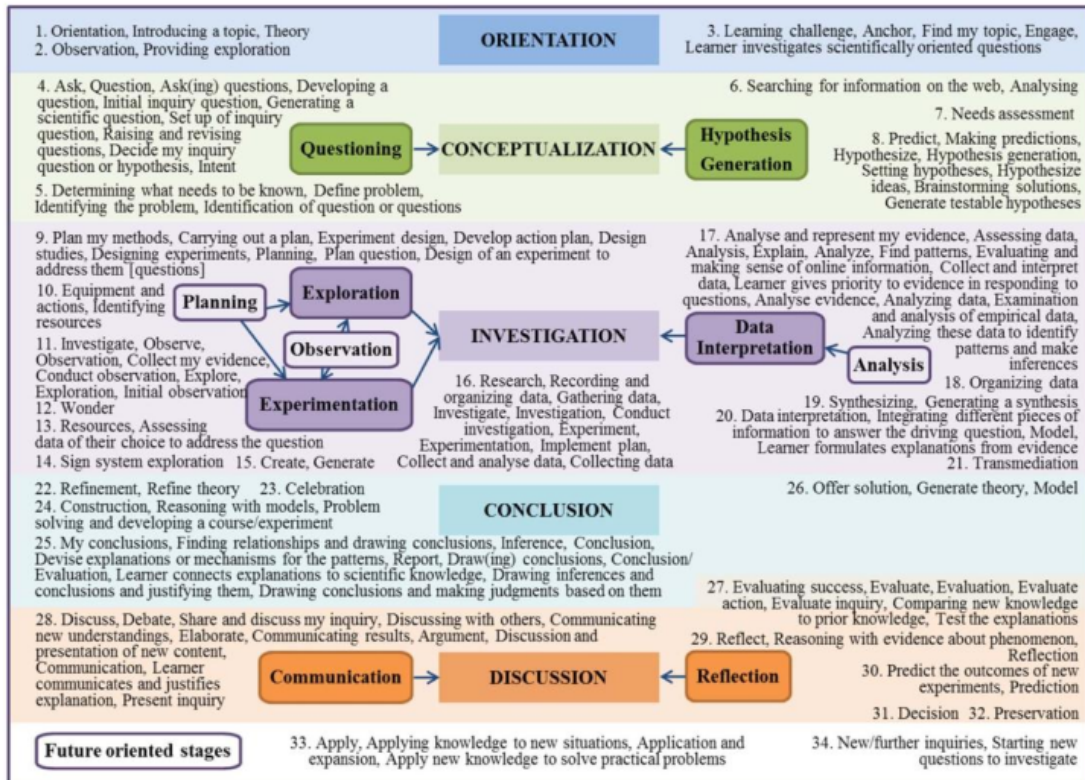 1. Orientation, Introducing a topic, Theory
2. Observation, Providing exploration
ORIENTATION
3. Learning challenge, Anchor, Find my topic, Engage,
Learner investigates scientifically oriented questions
4. Ask, Question, Ask(ing) questions, Developing a
question, Initial inquiry question, Generating a
scientific question, Set up of inquiry
question, Raising and revising
questions, Decide my inquiry
question or hypothesis, Intent
5. Determining what needs to be known, Define problem,
Identifying the problem, Identification of question or questions
Questioning
CONCEPTUALIZATION
Hypothesis
Generation
6. Searching for information on the web, Analysing
7. Needs assessment
8. Predict, Making predictions,
Hypothesize, Hypothesis generation,
Setting hypotheses, Hypothesize
ideas, Brainstorming solutions,
Generate testable hypotheses
9. Plan my methods, Carrying out a plan, Experiment design, Develop action plan, Design
studies, Designing experiments, Planning, Plan question, Design of an experiment to
address them [questions]
10. Equipment and
actions, Identifying
resources
11. Investigate, Observe,
Observation, Collect my evidence,
Conduct observation, Explore,
Exploration, Initial observation
12. Wonder
13. Resources, Assessing
data of their choice to address the question
14. Sign system exploration
15. Create, Generate
Planning
Exploration
Observation
Experimentation
INVESTIGATION
16. Research, Recording and
organizing data, Gathering data,
Investigate, Investigation, Conduct
investigation, Experiment,
Experimentation, Implement plan,
Collect and analyse data, Collecting data
Data
Interpretation
Analysis
17. Analyse and represent my evidence, Assessing data,
Analysis, Explain, Analyze, Find patterns, Evaluating and
making sense of online information, Collect and interpret
data, Learner gives priority to evidence in responding to
questions, Analyse evidence, Analyzing data, Examination
and analysis of empirical data,
Analyzing these data to identify
patterns and make
inferences
18. Organizing data
19. Synthesizing, Generating a synthesis
20. Data interpretation, Integrating different pieces of
information to answer the driving question, Model,
Learner formulates explanations from evidence
21. Transmediation
22. Refinement, Refine theory
23. Celebration
24. Construction, Reasoning with models, Problem
solving and developing a course/experiment
CONCLUSION
25. My conclusions, Finding relationships and drawing conclusions, Inference, Conclusion,
Devise explanations or mechanisms for the patterns, Report, Draw(ing) conclusions, Conclusion/
Evaluation, Learner connects explanations to scientific knowledge, Drawing inferences and
conclusions and justifying them, Drawing conclusions and making judgments based on them
26. Offer solution, Generate theory, Model
27. Evaluating success, Evaluate, Evaluation, Evaluate
action, Evaluate inquiry, Comparing new knowledge
to prior knowledge, Test the explanations
28. Discuss, Debate, Share and discuss my inquiry, Discussing with others, Communicating
new understandings, Elaborate, Communicating results, Argument, Discussion and
presentation of new content,
Communication, Learner
communicates and justifies
explanation, Present inquiry
Communication
DISCUSSION
Reflection
29. Reflect, Reasoning with evidence about phenomenon,
Reflection
30. Predict the outcomes of new
experiments, Prediction
31. Decision
32. Preservation
Future oriented stages
33. Apply, Applying knowledge to new situations, Application and
expansion, Apply new knowledge to solve practical problems
34. New/further inquiries, Starting new
questions to investigate